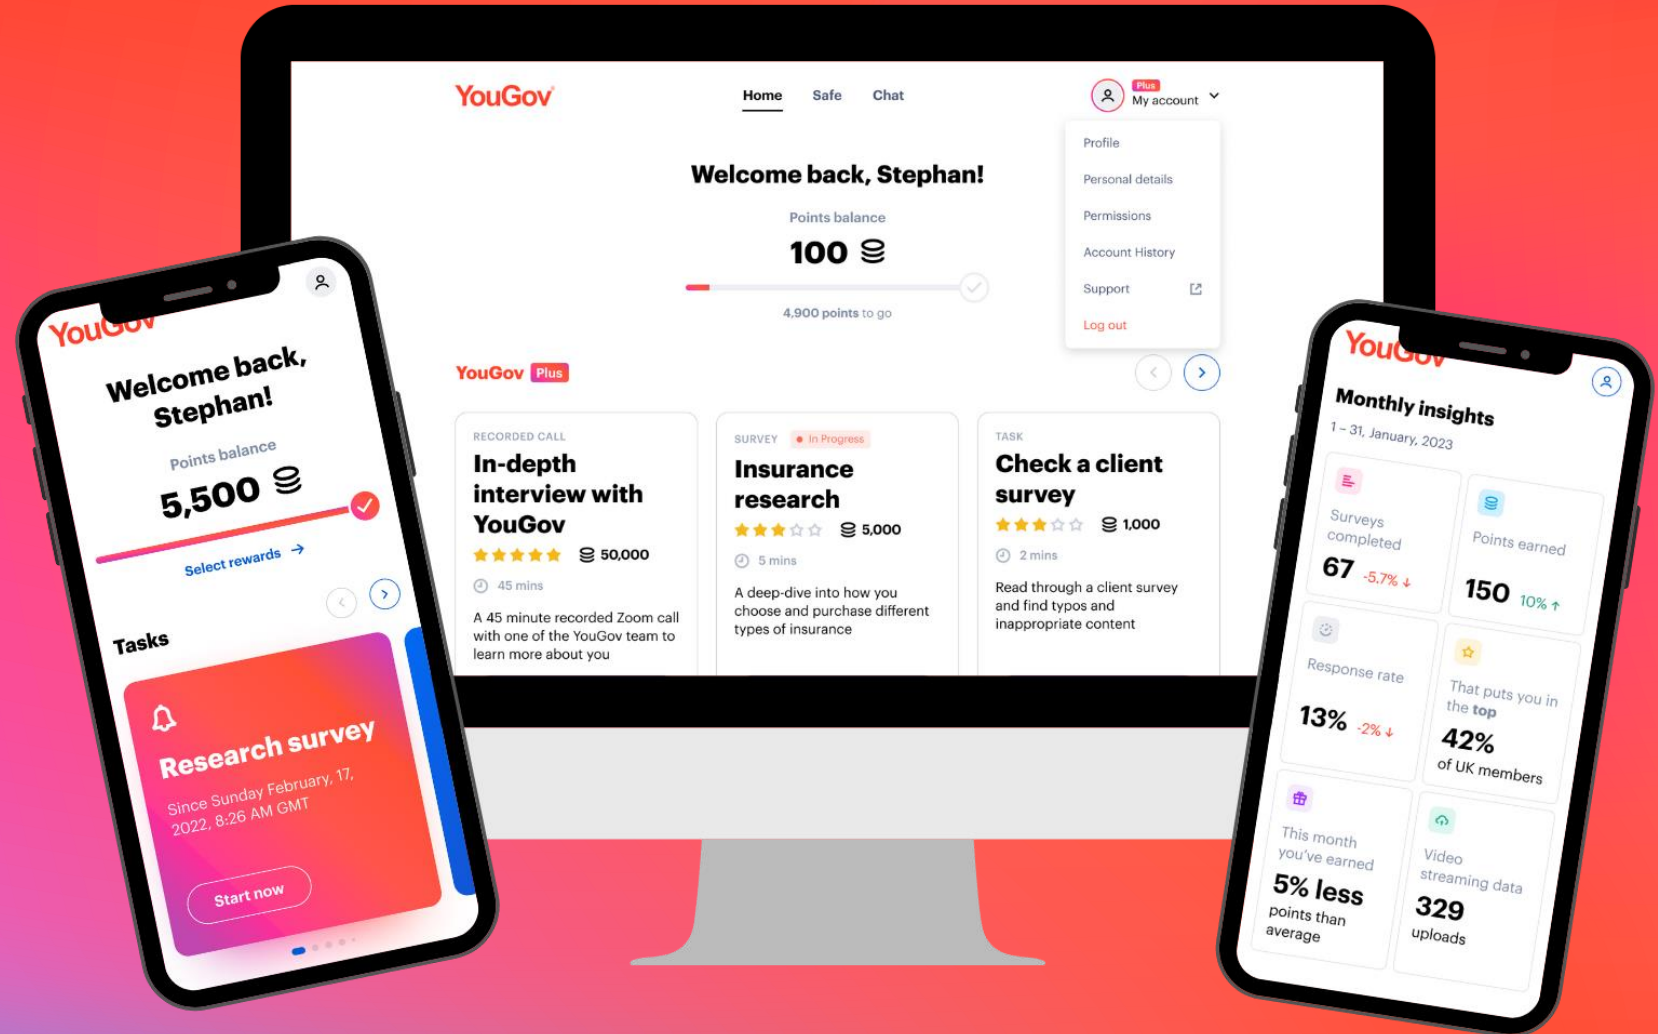 YouGov
Home
Safe
Chat
Plus
My account
Profile
Personal details
Permissions
Account History
Support
Log out
Welcome back, Stephan!
Points balance
100
4,900 points to go
YouGov Plus
RECORDED CALL
In-depth
interview with
YouGov
50,000
45 mins
A 45 minute recorded Zoom call
with one of the YouGov team to
learn more about you
SURVEY
In Progress
Insurance
research
5,000
5 mins
A deep-dive into how you
choose and purchase different
types of insurance
TASK
Check a client
survey
1,000
2 mins
Read through a client survey
and find typos and
inappropriate content
YouGov
Welcome back,
Stephan!
Points balance
5,500
Select rewards
Tasks
Research survey
Since Sunday February, 17,
2022, 8:26 AM GMT
Start now
YouGov
Monthly insights
1 – 31, January, 2023
Surveys
completed
67 -5.7% ↓
Points earned
150 10% ↑
Response rate
13% -2% ↓
That puts you in
the top
42%
of UK members
This month
you've earned
5% less
points than
average
Video
streaming data
329
uploads